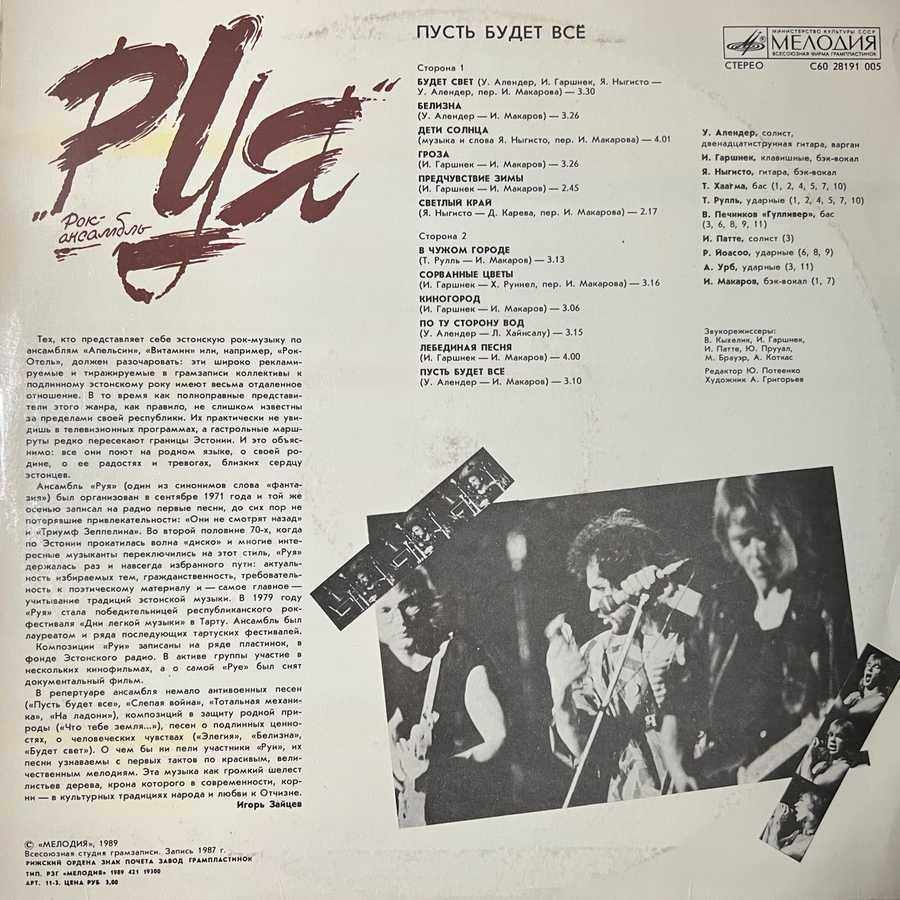 "Руя"
Рок-
ансамбль
ПУСТЬ БУДЕТ ВСЁ
МИНИСТЕРСТВО КУЛЬТУРЫ СССР
МЕЛОДИЯ
ВСЕСОЮЗНАЯ ФИРМА ГРАМПЛАСТИНОК
СТЕРЕО С60 28191 005
Сторона 1
БУДЕТ СВЕТ (У. Алендер, И. Гаршнек, Я. Ныгисто —
У. Алендер, пер. И. Макарова) — 3.30
БЕЛИЗНА
(У. Алендер — И. Макаров) — 3.26
ДЕТИ СОЛНЦА
(музыка и слова Я. Ныгисто, пер. И. Макарова) — 4.01
ГРОЗА
(И. Гаршнек — И. Макаров) — 3.26
ПРЕДЧУВСТВИЕ ЗИМЫ
(И. Гаршнек — И. Макаров) — 2.45
СВЕТЛЫЙ КРАЙ
(Я. Ныгисто — Д. Карева, пер. И. Макарова) — 2.17
Сторона 2
В ЧУЖОМ ГОРОДЕ
(Т. Рулль — И. Макаров) — 3.13
СОРВАННЫЕ ЦВЕТЫ
(И. Гаршнек — Х. Руннел, пер. И. Макарова) — 3.16
КИНОГОРОД
(И. Гаршнек — И. Макаров) — 3.06
ПО ТУ СТОРОНУ ВОД
(У. Алендер — Л. Хайнсалу) — 3.15
ЛЕБЕДИНАЯ ПЕСНЯ
(И. Гаршнек — И. Макаров) — 4.00
ПУСТЬ БУДЕТ ВСЕ
(У. Алендер — И. Макаров) — 3.10
У. Алендер, солист,
двенадцатиструнная гитара, варган
И. Гаршнек, клавишные, бэк-вокал
Я. Ныгисто, гитара, бэк-вокал
Т. Хаагма, бас (1, 2, 4, 5, 7, 10)
Т. Рулль, ударные (1, 2, 4, 5, 7, 10)
В. Печников «Гулливер», бас
(3, 6, 8, 9, 11)
И. Патте, солист (3)
Р. Йоасоо, ударные (6, 8, 9)
А. Урб, ударные (3, 11)
И. Макаров, бэк-вокал (1, 7)
Звукорежиссеры:
В. Кыхелик, И. Гаршнек,
И. Патте, Ю. Прууал,
М. Брауэр, А. Коткас
Редактор Ю. Потеенко
Художник А. Григорьев
Тех, кто представляет себе эстонскую рок-музыку по
ансамблям «Апельсин», «Витамин» или, например, «Рок-
Отель», должен разочаровать: эти широко реклами-
руемые и тиражируемые в грамзаписи коллективы к
подлинному эстонскому року имеют весьма отдаленное
отношение. В то время как полноправные представи-
тели этого жанра, как правило, не слишком известны
за пределами своей республики. Их практически не уви-
дишь в телевизионных программах, а гастрольные марш-
руты редко пересекают границы Эстонии. И это объяс-
нимо: все они поют на родном языке, о своей ро-
дине, о ее радостях и тревогах, близких сердцу
эстонцев.
Ансамбль «Руя» (один из синонимов слова «фанта-
зия») был организован в сентябре 1971 года и той же
осенью записал на радио первые песни, до сих пор не
потерявшие привлекательности: «Они не смотрят назад»
и «Триумф Зеппелина». Во второй половине 70-х, когда
по Эстонии прокатилась волна «диско» и многие инте-
ресные музыканты переключились на этот стиль, «Руя»
держалась раз и навсегда избранного пути: актуаль-
ность избираемых тем, гражданственность, требователь-
ность к поэтическому материалу и — самое главное —
учитывание традиций эстонской музыки. В 1979 году
«Руя» стала победительницей республиканского рок-
фестиваля «Дни легкой музыки» в Тарту. Ансамбль был
лауреатом и ряда последующих тартуских фестивалей.
Композиции «Руи» записаны на ряде пластинок, в
фонде Эстонского радио. В активе группы участие в
нескольких кинофильмах, а о самой «Руе» был снят
документальный фильм.
В репертуаре ансамбля немало антивоенных песен
(«Пусть будет все», «Слепая война», «Тотальная механи-
ка», «На ладони»), композиций в защиту родной при-
роды («Что тебе земля...»), песен о подлинных ценно-
стях, о человеческих чувствах («Элегия», «Белизна»,
«Будет свет»). О чем бы ни пели участники «Руи», их
песни узнаваемы с первых тактов по красивым, вели-
чественным мелодиям. Эта музыка как громкий шелест
листьев дерева, крона которого в современности, кор-
ни — в культурных традициях народа и любви к Отчизне.
Игорь Зайцев
© «МЕЛОДИЯ», 1989
Всесоюзная студия грамзаписи. Запись 1987 г.
РИЖСКИЙ ОРДЕНА ЗНАК ПОЧЕТА ЗАВОД ГРАМПЛАСТИНОК
ТИП. РЗГ «МЕЛОДИЯ» 1989 421 19300
АРТ. 11-3. ЦЕНА РУБ 3,00